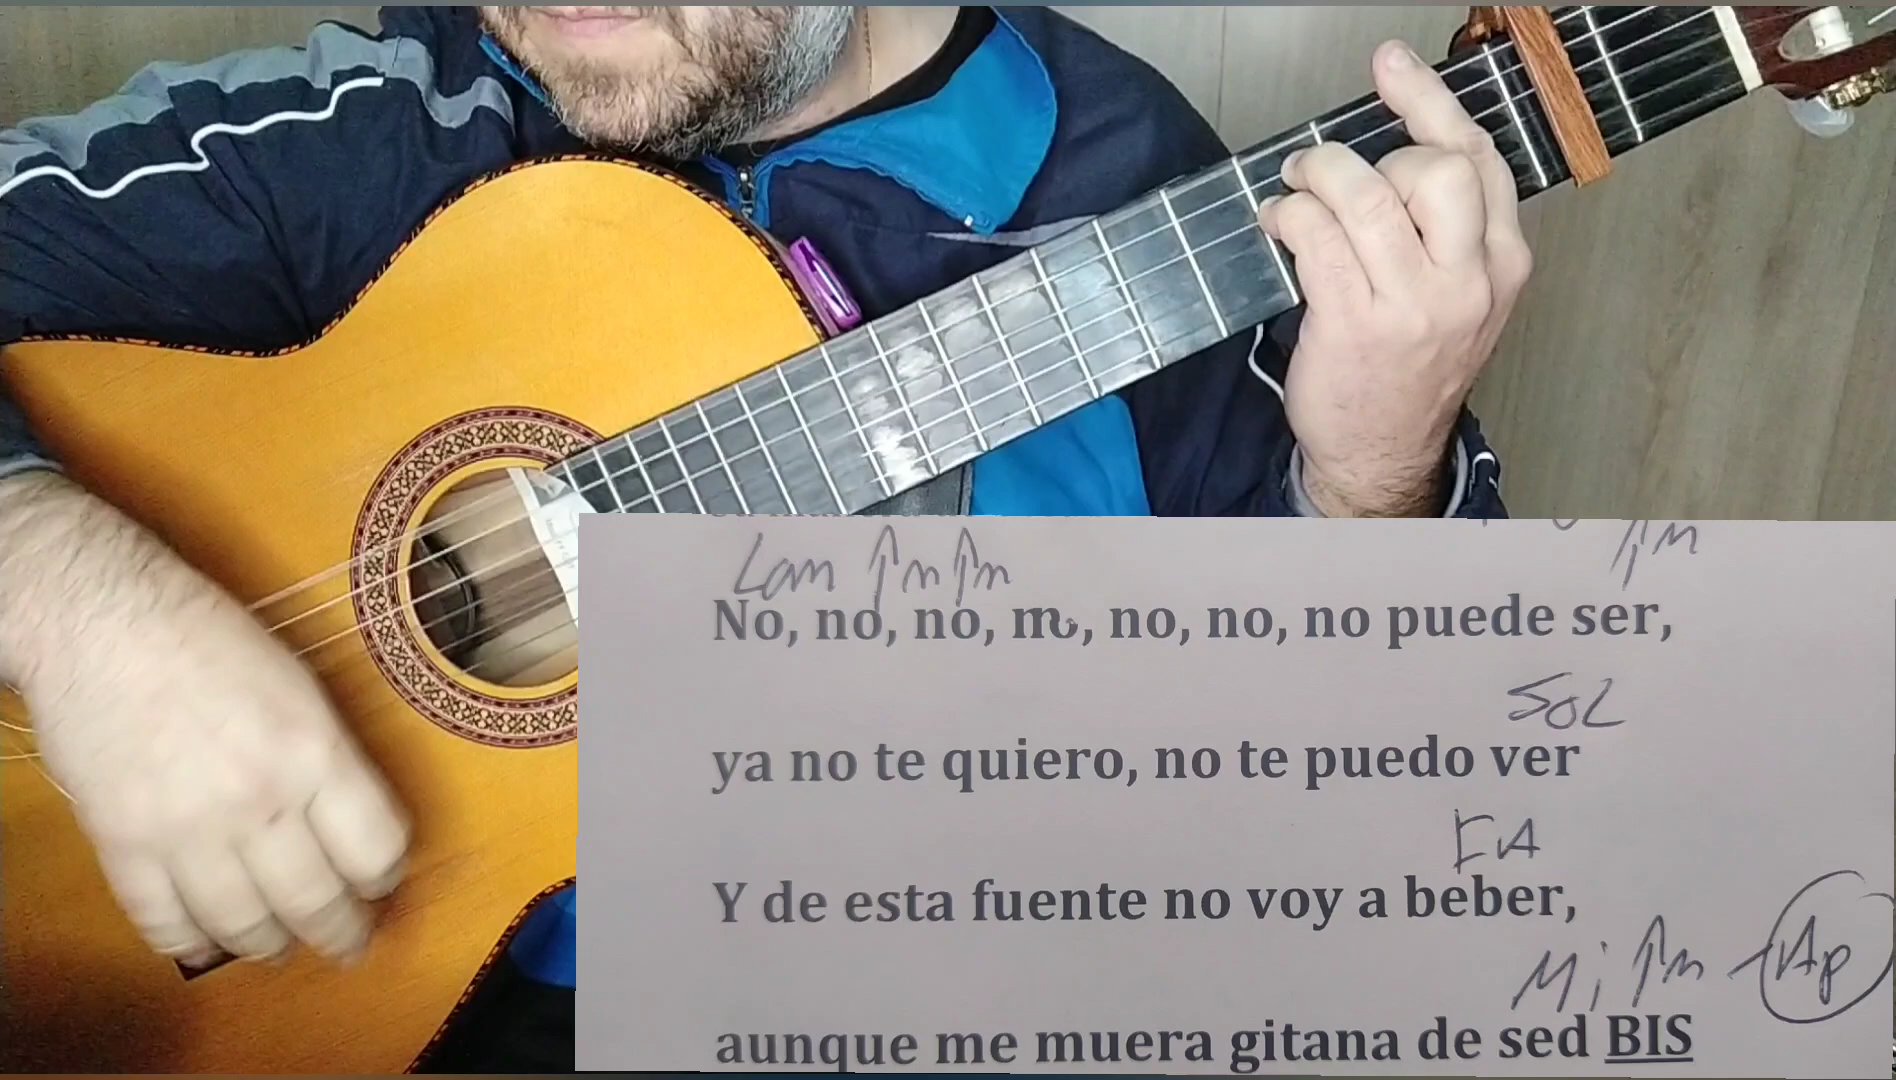 Lam ↑n↑n ↑n
No, no, no, no, no, no, no puede ser,
SOL
ya no te quiero, no te puedo ver
FA
Y de esta fuente no voy a beber,
Mi ↑n - Ap
aunque me muera gitana de sed BIS